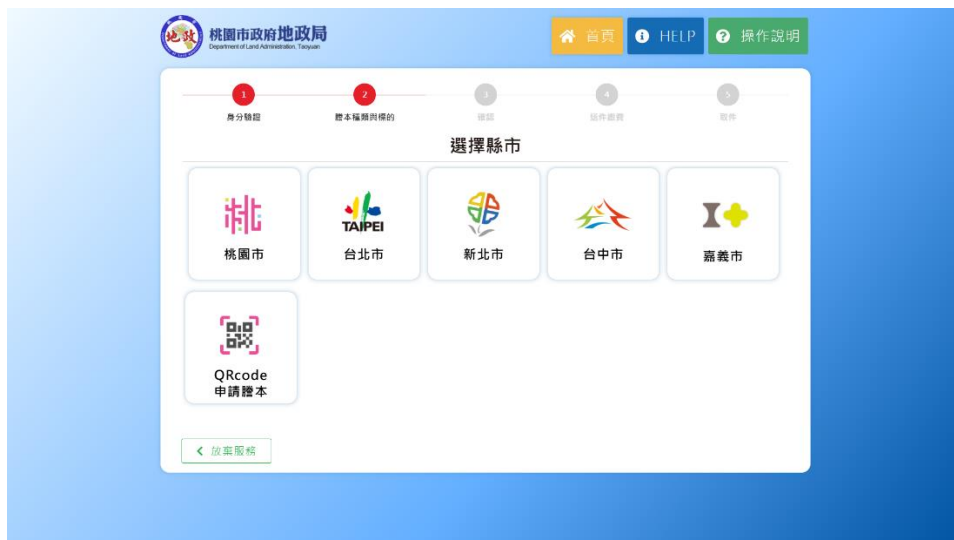 地政
桃園市政府地政局
Department of Land Administration, Taoyuan
首頁
HELP
操作說明
1
2
3
4
5
身分驗證
謄本種類與標的
確認
送件繳費
取件
選擇縣市
桃
TAIPEI
桃園市
台北市
新北市
台中市
嘉義市
QRcode
申請謄本
放棄服務